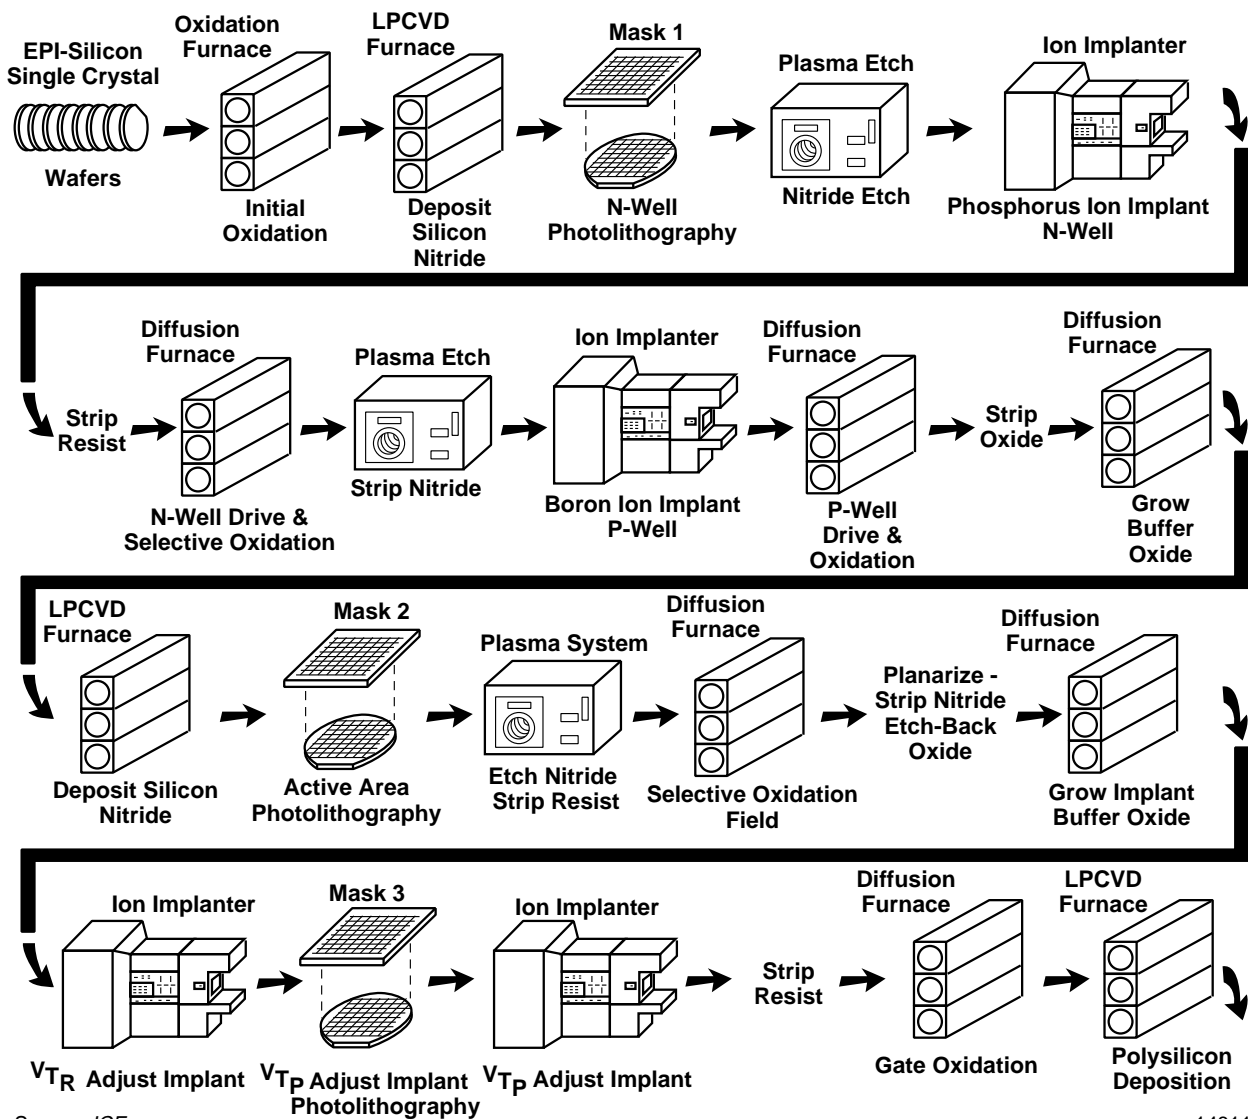 EPI-Silicon
Single Crystal
Wafers
Oxidation
Furnace
Initial
Oxidation
LPCVD
Furnace
Deposit
Silicon
Nitride
Mask 1
N-Well
Photolithography
Plasma Etch
Nitride Etch
Ion Implanter
Phosphorus Ion Implant
N-Well
Strip
Resist
Diffusion
Furnace
N-Well Drive &
Selective Oxidation
Plasma Etch
Strip Nitride
Ion Implanter
Boron Ion Implant
P-Well
Diffusion
Furnace
P-Well
Drive &
Oxidation
Strip
Oxide
Diffusion
Furnace
Grow
Buffer
Oxide
LPCVD
Furnace
Deposit Silicon
Nitride
Mask 2
Active Area
Photolithography
Plasma System
Etch Nitride
Strip Resist
Diffusion
Furnace
Selective Oxidation
Field
Planarize -
Strip Nitride
Etch-Back
Oxide
Diffusion
Furnace
Grow Implant
Buffer Oxide
Ion Implanter
VTR Adjust Implant
Mask 3
VTP Adjust Implant
Photolithography
Ion Implanter
VTP Adjust Implant
Strip
Resist
Diffusion
Furnace
Gate Oxidation
LPCVD
Furnace
Polysilicon
Deposition